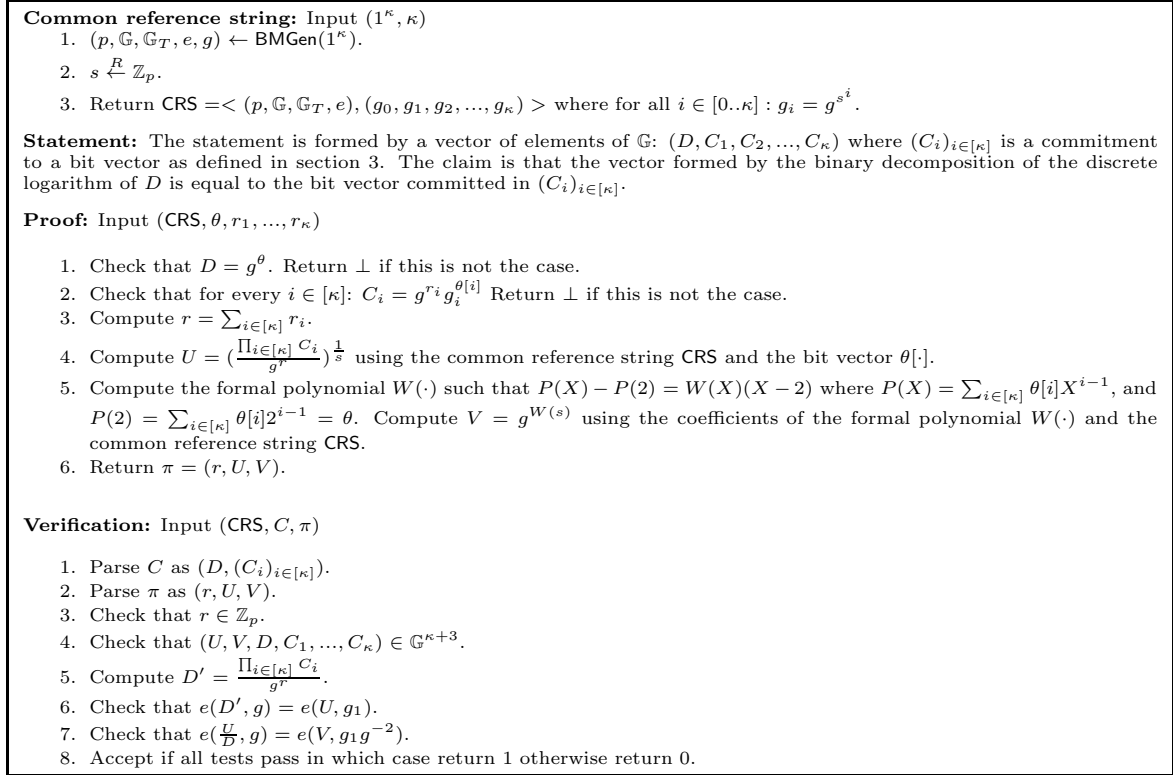 Common reference string: Input (1^κ, κ)
1. (p, 𝔾, 𝔾_T, e, g) ← BMGen(1^κ).
2. s ←^R ℤ_p.
3. Return CRS =< (p, 𝔾, 𝔾_T, e), (g_0, g_1, g_2, ..., g_κ) > where for all i ∈ [0..κ] : g_i = g^{s^i}.
Statement: The statement is formed by a vector of elements of 𝔾: (D, C_1, C_2, ..., C_κ) where (C_i)_{i∈[κ]} is a commitment
to a bit vector as defined in section 3. The claim is that the vector formed by the binary decomposition of the discrete
logarithm of D is equal to the bit vector committed in (C_i)_{i∈[κ]}.
Proof: Input (CRS, θ, r_1, ..., r_κ)
1. Check that D = g^θ. Return ⊥ if this is not the case.
2. Check that for every i ∈ [κ]: C_i = g^{r_i} g_i^{θ[i]} Return ⊥ if this is not the case.
3. Compute r = ∑_{i∈[κ]} r_i.
4. Compute U = (\frac{∏_{i∈[κ]} C_i}{g^r})^{\frac{1}{s}} using the common reference string CRS and the bit vector θ[·].
5. Compute the formal polynomial W(·) such that P(X) − P(2) = W(X)(X − 2) where P(X) = ∑_{i∈[κ]} θ[i]X^{i−1}, and
P(2) = ∑_{i∈[κ]} θ[i]2^{i−1} = θ. Compute V = g^{W(s)} using the coefficients of the formal polynomial W(·) and the
common reference string CRS.
6. Return π = (r, U, V).
Verification: Input (CRS, C, π)
1. Parse C as (D, (C_i)_{i∈[κ]}).
2. Parse π as (r, U, V).
3. Check that r ∈ ℤ_p.
4. Check that (U, V, D, C_1, ..., C_κ) ∈ 𝔾^{κ+3}.
5. Compute D′ = \frac{∏_{i∈[κ]} C_i}{g^r}.
6. Check that e(D′, g) = e(U, g_1).
7. Check that e(\frac{U}{D}, g) = e(V, g_1 g^{−2}).
8. Accept if all tests pass in which case return 1 otherwise return 0.